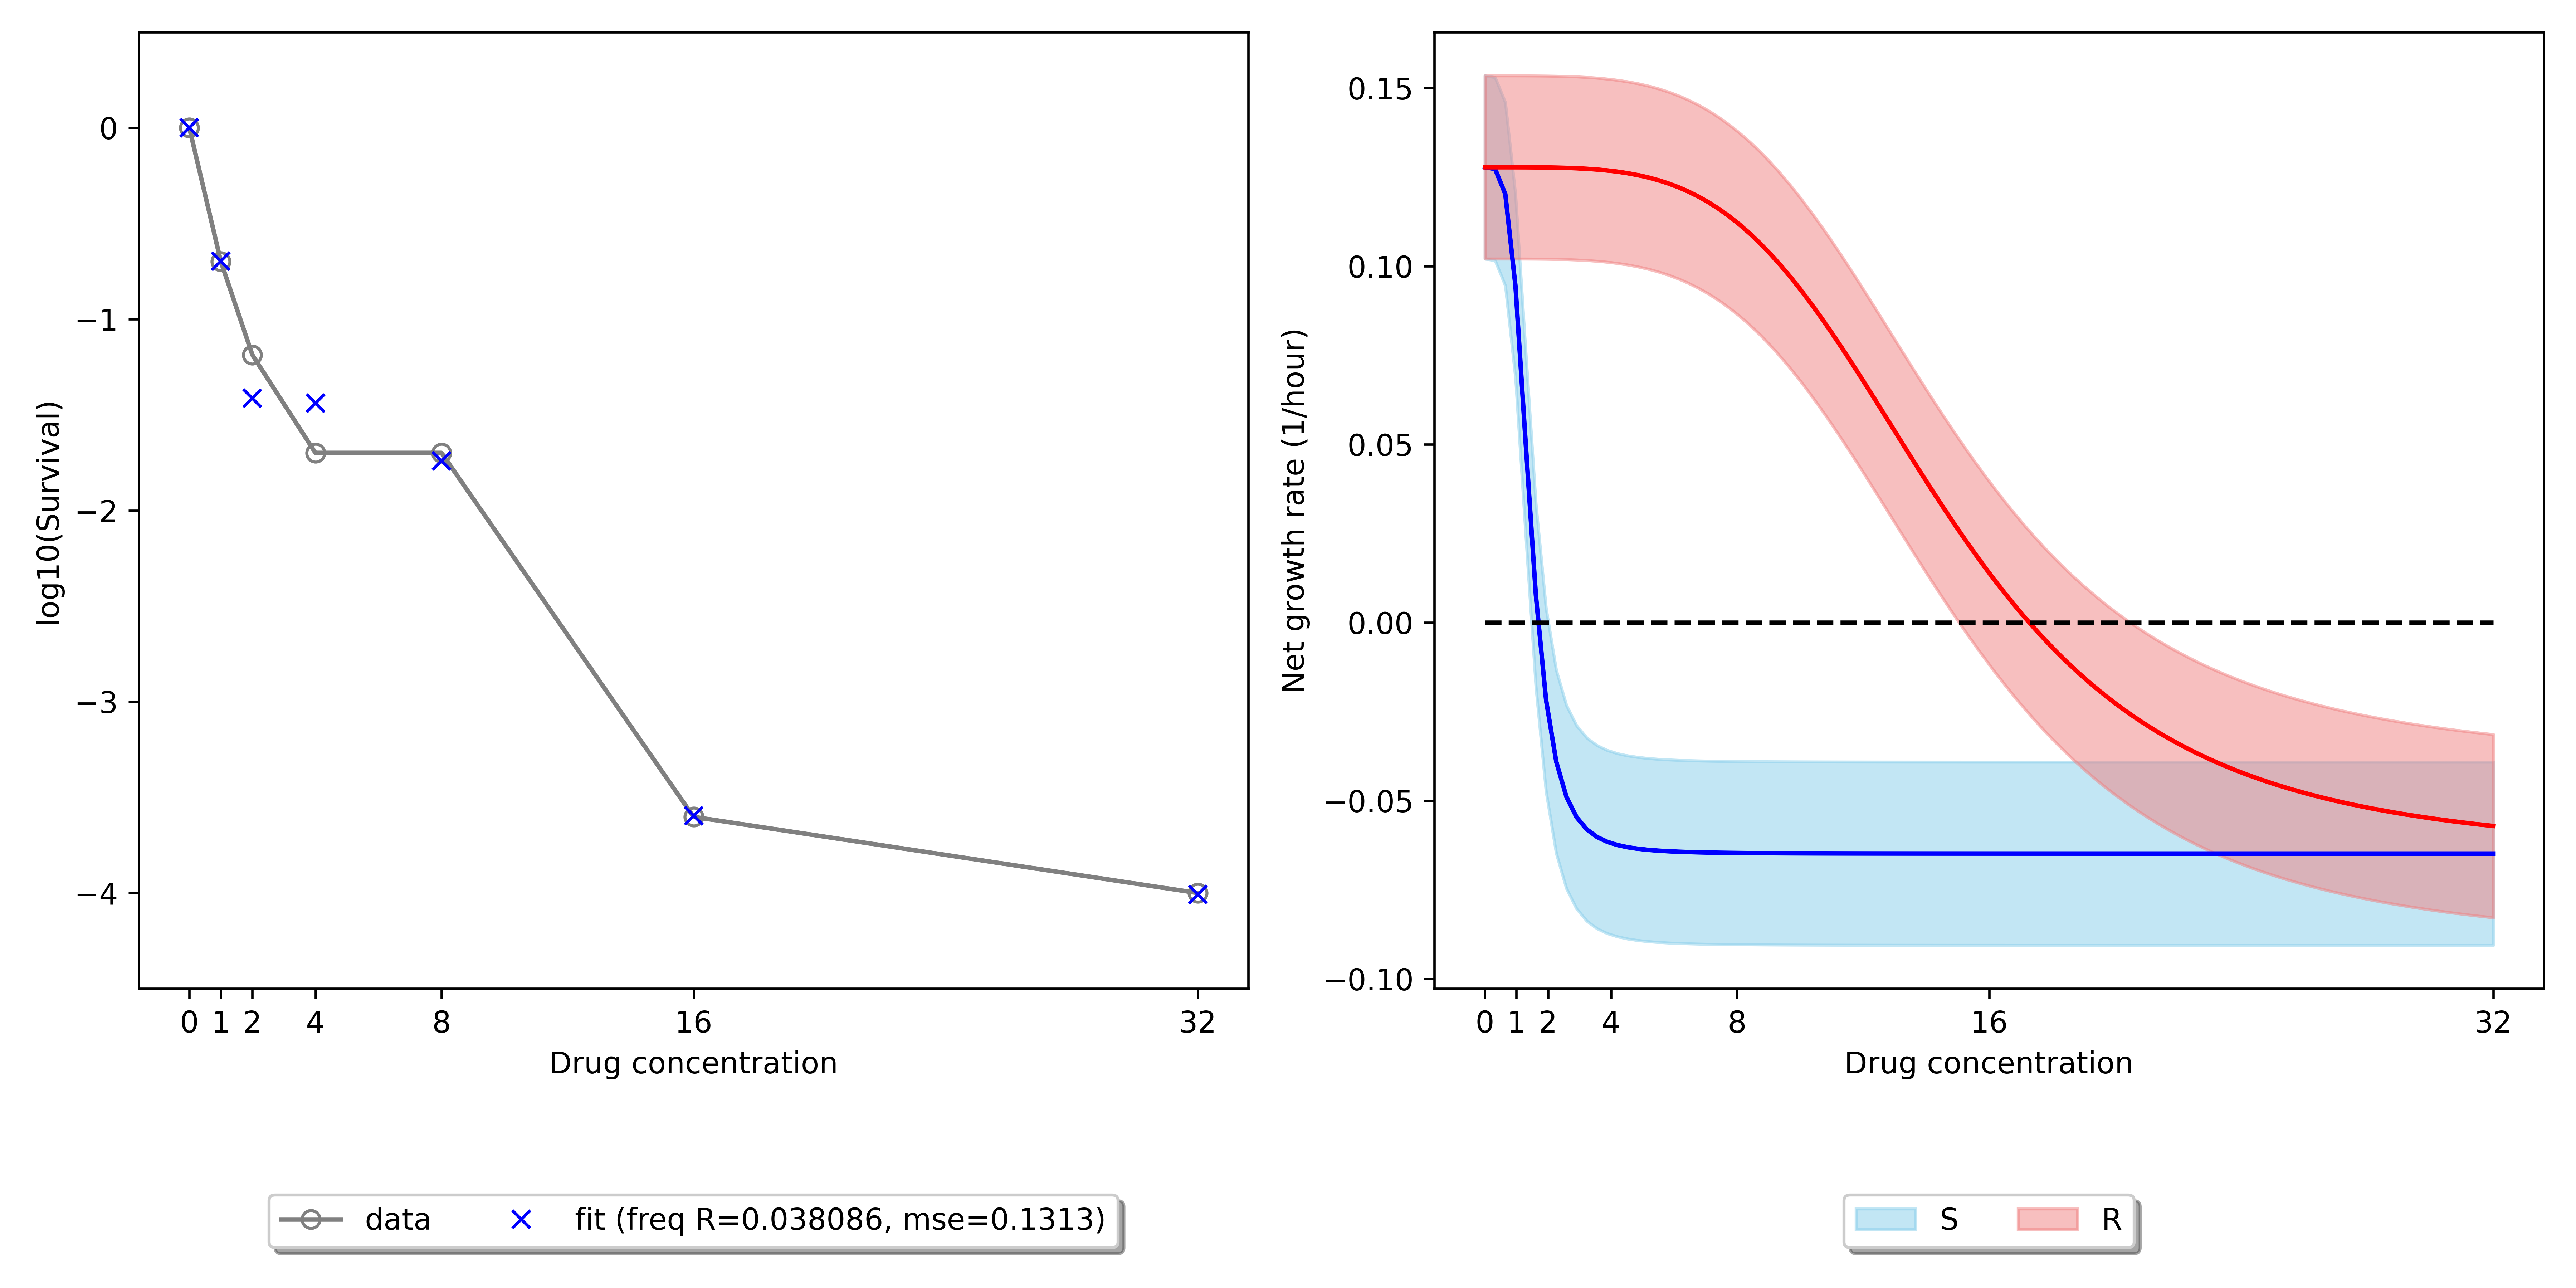 log10(Survival)
0
−1
−2
−3
−4
0 1 2 4 8 16 32
Drug concentration
data fit (freq R=0.038086, mse=0.1313)
Net growth rate (1/hour)
0.15
0.10
0.05
0.00
−0.05
−0.10
0 1 2 4 8 16 32
Drug concentration
S R